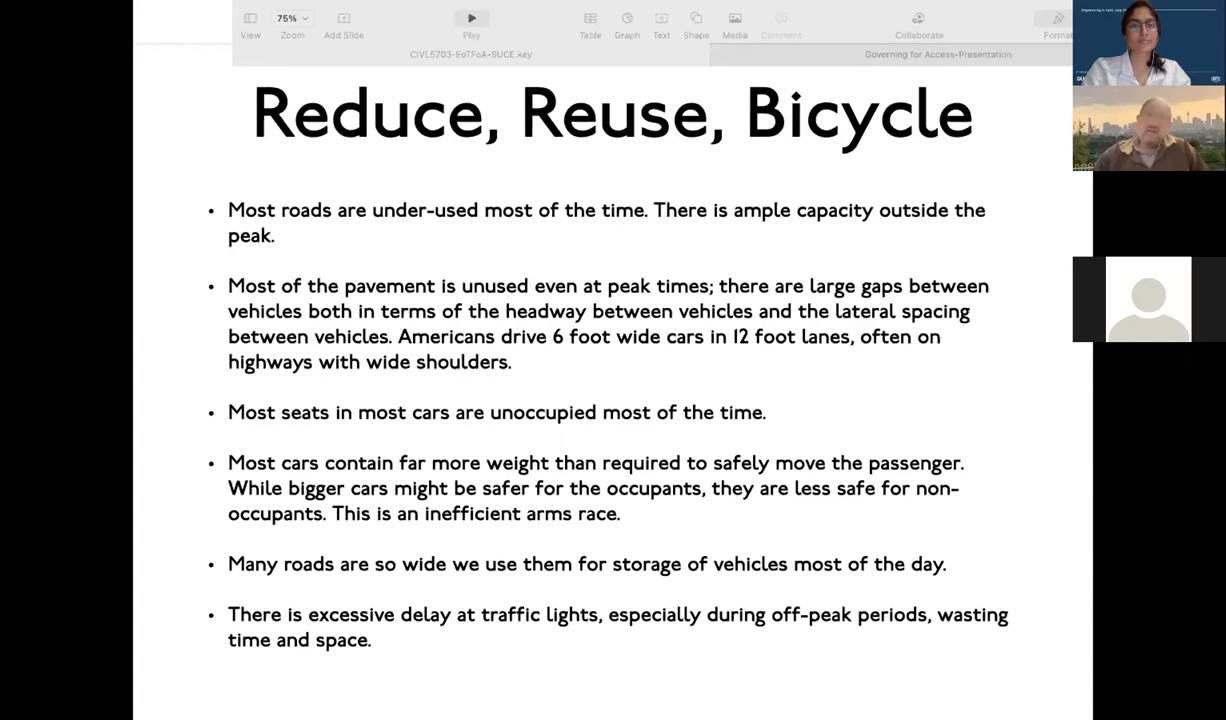 75%
View
Zoom
Add Slide
Play
Table
Graph
Text
Shape
Media
Comment
Collaborate
Format
CIVL5703-EoTFoA-SUCE.key
Governing for Access-Presentation
Reduce, Reuse, Bicycle
• Most roads are under-used most of the time. There is ample capacity outside the
peak.
• Most of the pavement is unused even at peak times; there are large gaps between
vehicles both in terms of the headway between vehicles and the lateral spacing
between vehicles. Americans drive 6 foot wide cars in 12 foot lanes, often on
highways with wide shoulders.
• Most seats in most cars are unoccupied most of the time.
• Most cars contain far more weight than required to safely move the passenger.
While bigger cars might be safer for the occupants, they are less safe for non-
occupants. This is an inefficient arms race.
• Many roads are so wide we use them for storage of vehicles most of the day.
• There is excessive delay at traffic lights, especially during off-peak periods, wasting
time and space.